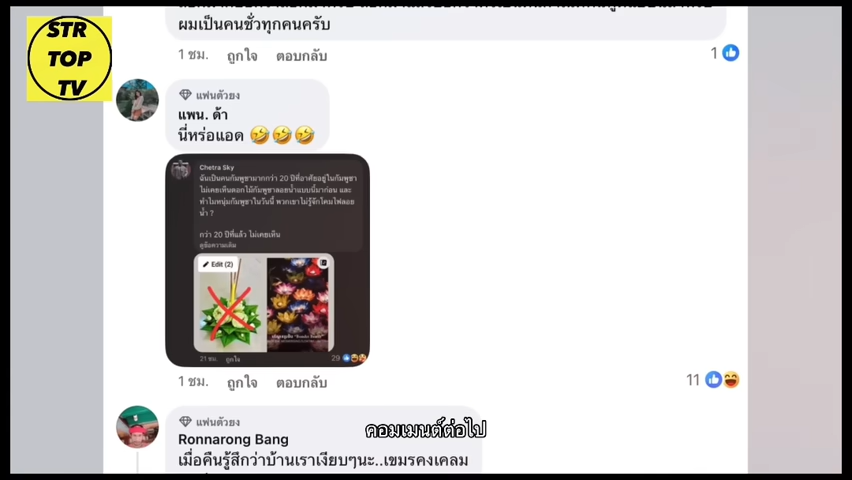 STR
TOP
TV
ผมเป็นคนชั่วทุกคนครับ
1 ชม. ถูกใจ ตอบกลับ 1
แฟนตัวยง
แพน. ด้า
นี่หร่อแอด 🤣🤣🤣
Chetra Sky
ฉันเป็นคนกัมพูชามากกว่า 20 ปีที่อาศัยอยู่ในกัมพูชา
ไม่เคยเห็นดอกไม้กัมพูชาลอยน้ำแบบนี้มาก่อน และ
ทำไมหนุ่มกัมพูชาในวันนี้ พวกเขาไม่รู้จักโคมไฟลอย
น้ำ ?
กว่า 20 ปีที่แล้ว ไม่เคยเห็น
ดูข้อความเดิม
Edit (2)
21 ชม. ถูกใจ 29
1 ชม. ถูกใจ ตอบกลับ 11
แฟนตัวยง
Ronnarong Bang
คอมเมนต์ต่อไป
เมื่อคืนรู้สึกว่าบ้านเราเงียบๆนะ..เขมรคงเคลม